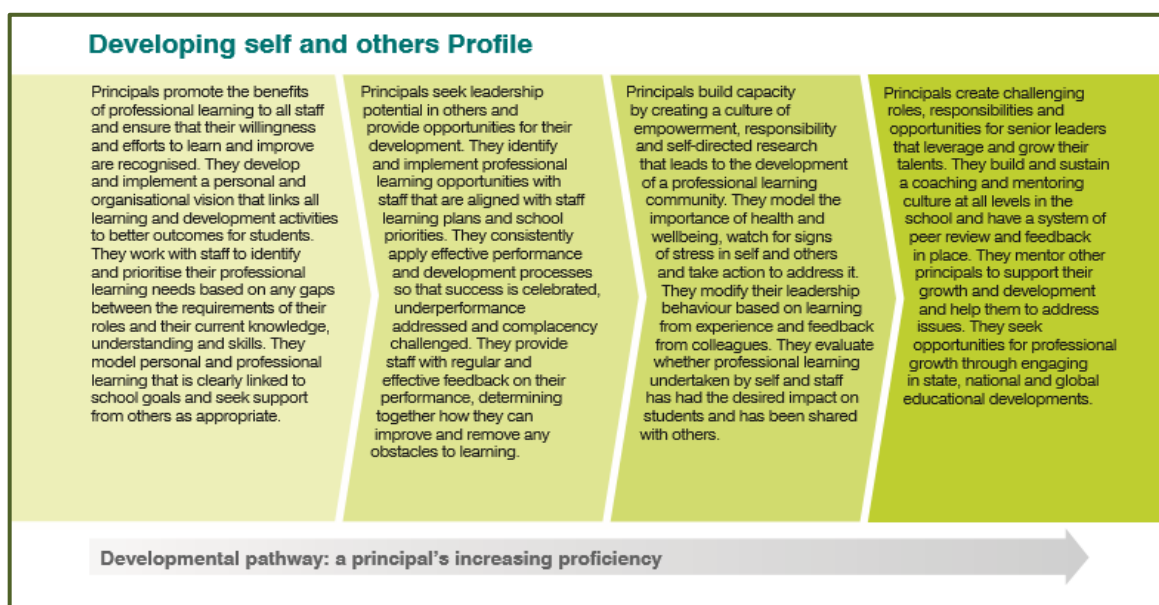 Developing self and others Profile
Principals promote the benefits
of professional learning to all staff
and ensure that their willingness
and efforts to learn and improve
are recognised. They develop
and implement a personal and
organisational vision that links all
learning and development activities
to better outcomes for students.
They work with staff to identify
and prioritise their professional
learning needs based on any gaps
between the requirements of their
roles and their current knowledge,
understanding and skills. They
model personal and professional
learning that is clearly linked to
school goals and seek support
from others as appropriate.
Principals seek leadership
potential in others and
provide opportunities for their
development. They identify
and implement professional
learning opportunities with
staff that are aligned with staff
learning plans and school
priorities. They consistently
apply effective performance
and development processes
so that success is celebrated,
underperformance
addressed and complacency
challenged. They provide
staff with regular and
effective feedback on their
performance, determining
together how they can
improve and remove any
obstacles to learning.
Principals build capacity
by creating a culture of
empowerment, responsibility
and self-directed research
that leads to the development
of a professional learning
community. They model the
importance of health and
wellbeing, watch for signs
of stress in self and others
and take action to address it.
They modify their leadership
behaviour based on learning
from experience and feedback
from colleagues. They evaluate
whether professional learning
undertaken by self and staff
has had the desired impact on
students and has been shared
with others.
Principals create challenging
roles, responsibilities and
opportunities for senior leaders
that leverage and grow their
talents. They build and sustain
a coaching and mentoring
culture at all levels in the
school and have a system of
peer review and feedback
in place. They mentor other
principals to support their
growth and development
and help them to address
issues. They seek
opportunities for professional
growth through engaging
in state, national and global
educational developments.
Developmental pathway: a principal's increasing proficiency